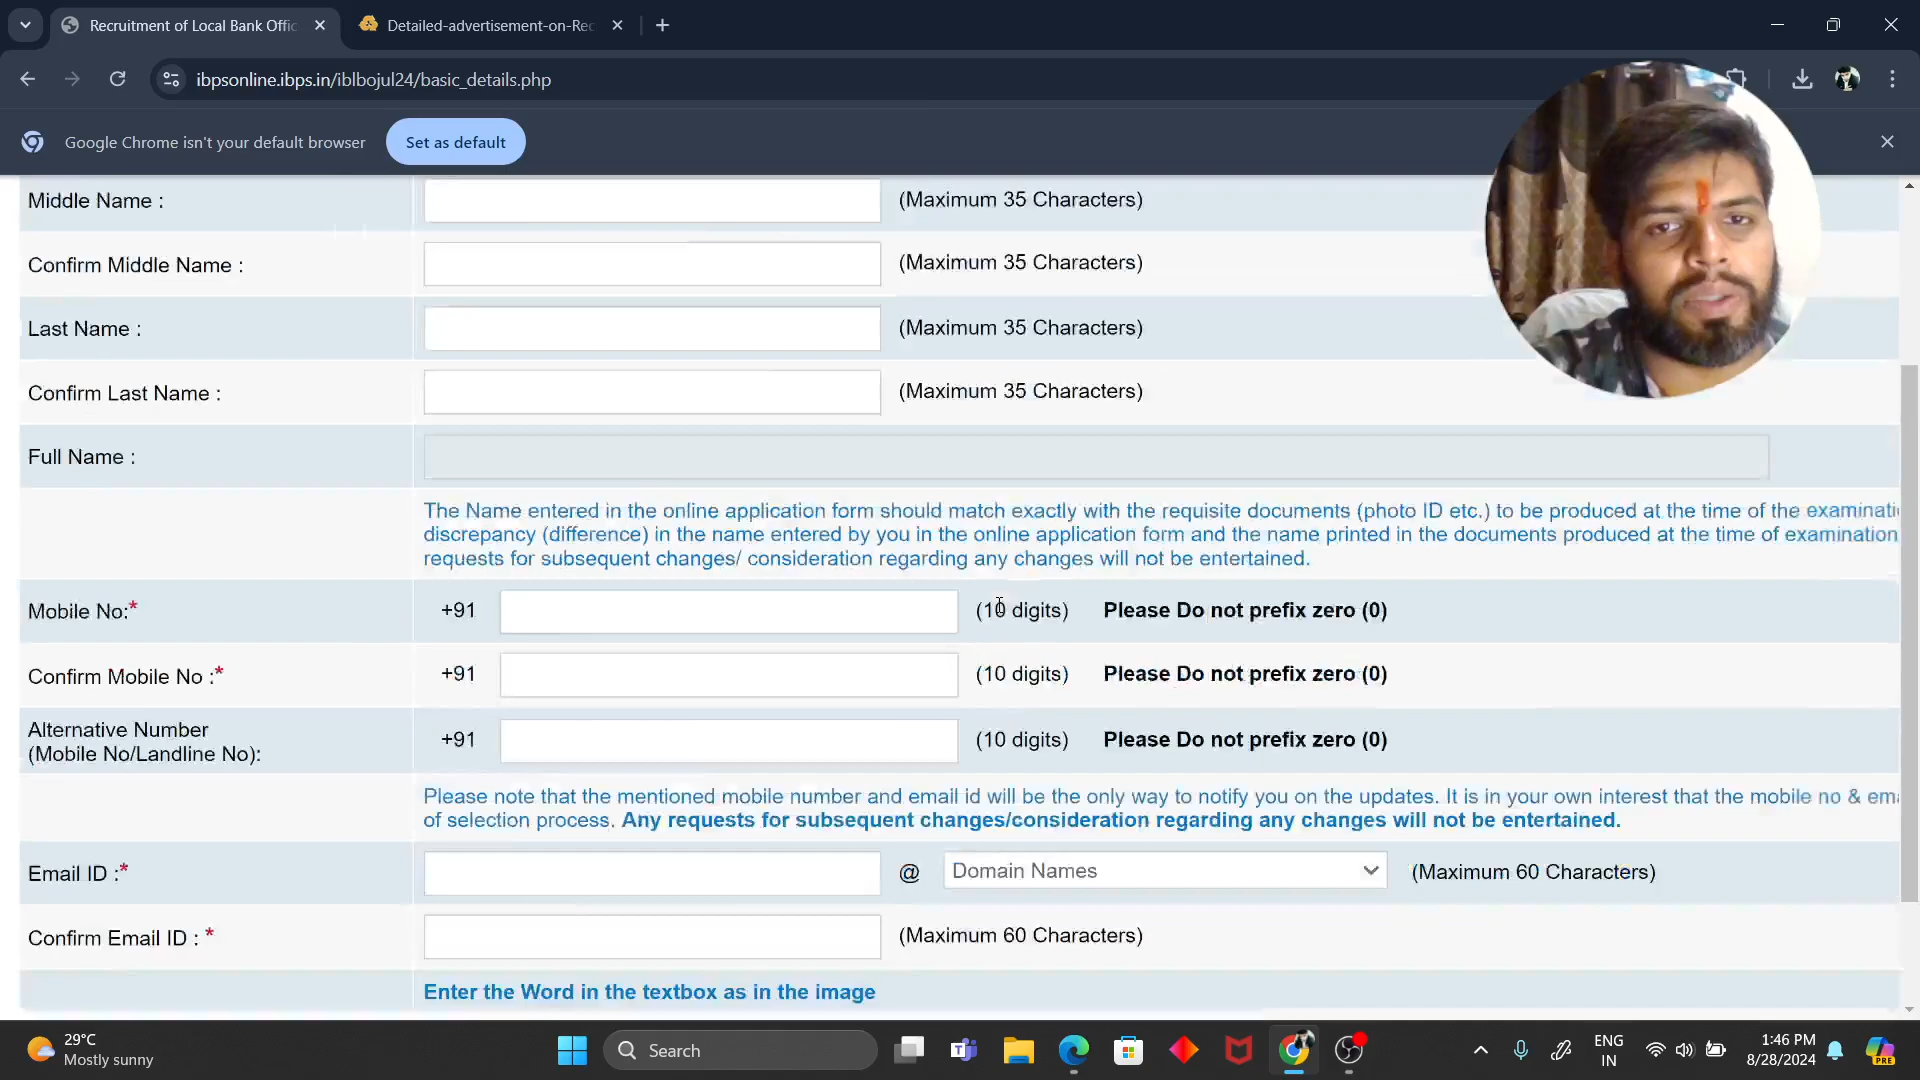 Recruitment of Local Bank Offic
Detailed-advertisement-on-Rec
ibpsonline.ibps.in/iblbojul24/basic_details.php
Google Chrome isn't your default browser
Set as default
Middle Name :
(Maximum 35 Characters)
Confirm Middle Name :
(Maximum 35 Characters)
Last Name :
(Maximum 35 Characters)
Confirm Last Name :
(Maximum 35 Characters)
Full Name :
The Name entered in the online application form should match exactly with the requisite documents (photo ID etc.) to be produced at the time of the examinati
discrepancy (difference) in the name entered by you in the online application form and the name printed in the documents produced at the time of examination
requests for subsequent changes/ consideration regarding any changes will not be entertained.
Mobile No:* +91 (10 digits) Please Do not prefix zero (0)
Confirm Mobile No :* +91 (10 digits) Please Do not prefix zero (0)
Alternative Number
(Mobile No/Landline No): +91 (10 digits) Please Do not prefix zero (0)
Please note that the mentioned mobile number and email id will be the only way to notify you on the updates. It is in your own interest that the mobile no & ema
of selection process. Any requests for subsequent changes/consideration regarding any changes will not be entertained.
Email ID :* @ Domain Names (Maximum 60 Characters)
Confirm Email ID : * (Maximum 60 Characters)
Enter the Word in the textbox as in the image
29°C
Mostly sunny
Search
ENG
IN
1:46 PM
8/28/2024
PRE